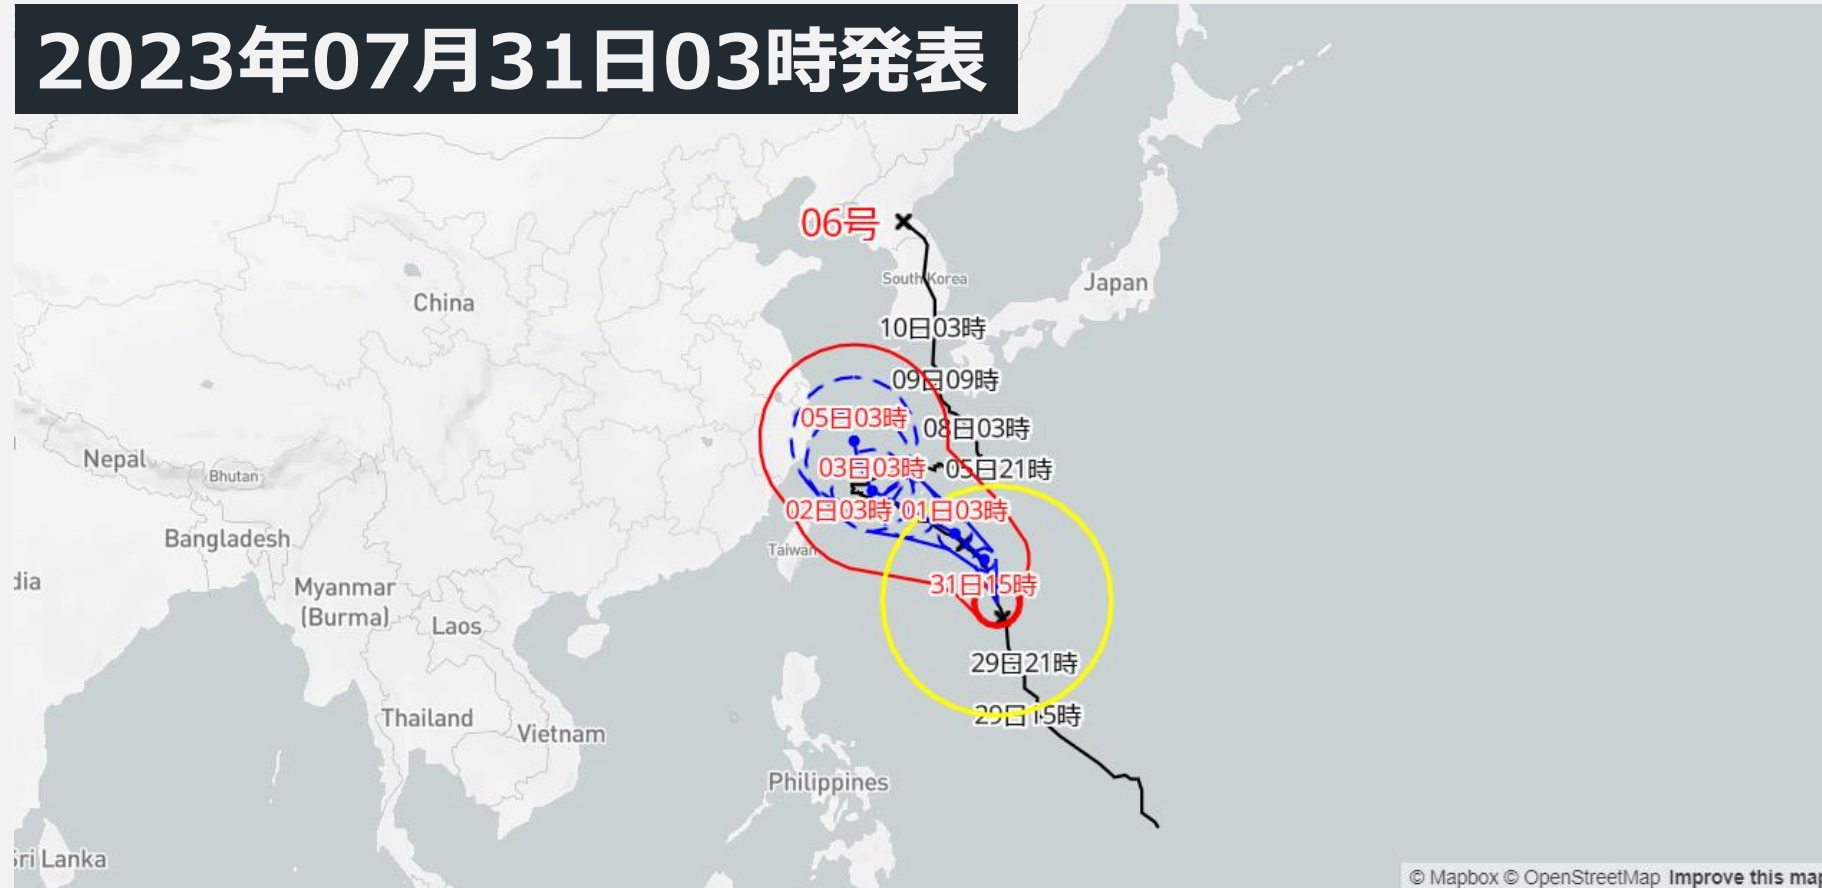 2023年07月31日03時発表
06号
South Korea
Japan
China
10日03時
09日09時
05日03時
08日03時
03日03時
05日21時
Nepal
Bhutan
02日03時
01日03時
Bangladesh
Taiwan
dia
31日15時
Myanmar
(Burma)
Laos
29日21時
Thailand
29日15時
Vietnam
Philippines
Sri Lanka
© Mapbox © OpenStreetMap Improve this map